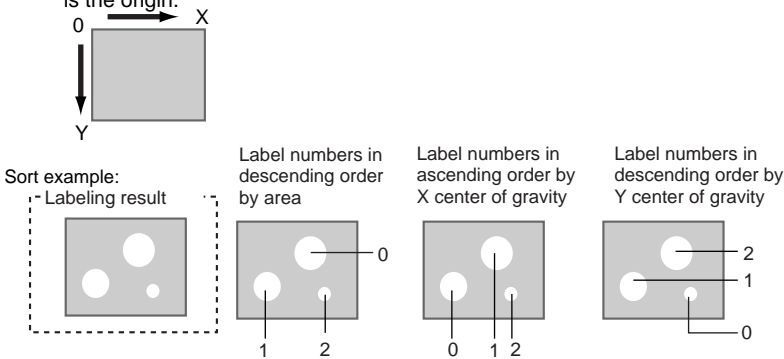 is the origin.
0 X
Y
Sort example:
Labeling result
Label numbers in
descending order
by area
0
1 2
Label numbers in
ascending order by
X center of gravity
0 1 2
Label numbers in
descending order by
Y center of gravity
2
1
0